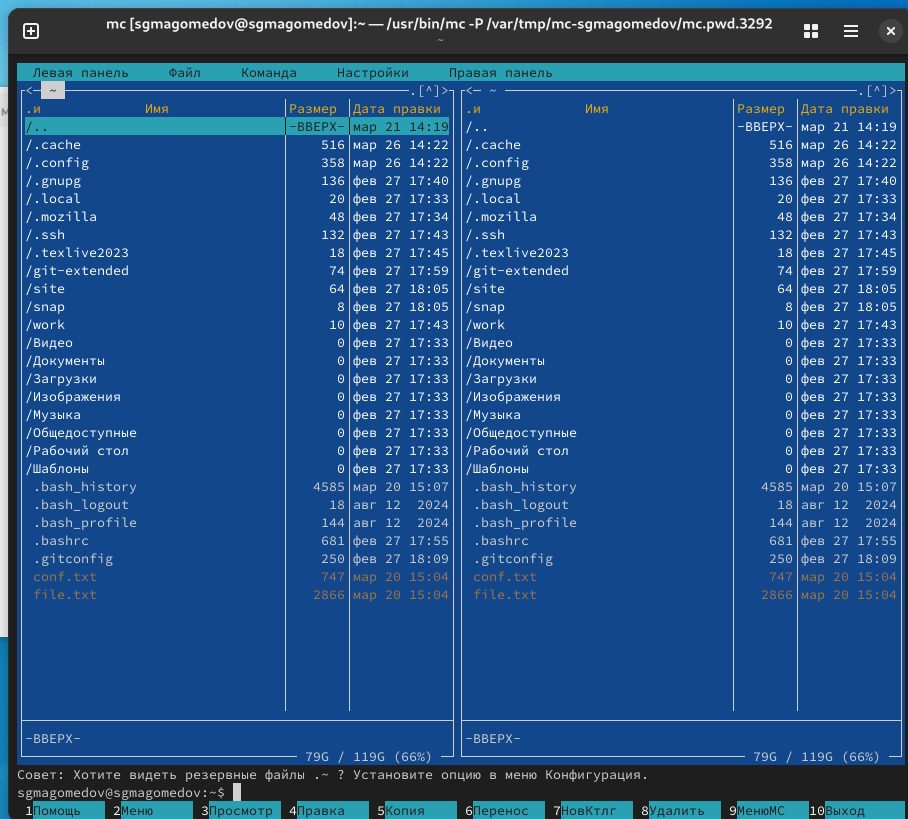 mc [sgmagomedov@sgmagomedov]:~ — /usr/bin/mc -P /var/tmp/mc-sgmagomedov/mc.pwd.3292
~
Левая панель Файл Команда Настройки Правая панель
<─ ~ .[^]> <─ ~ .[^]>
.и Имя Размер Дата правки .и Имя Размер Дата правки
/.. -ВВЕРХ- мар 21 14:19 /.. -ВВЕРХ- мар 21 14:19
/.cache 516 мар 26 14:22 /.cache 516 мар 26 14:22
/.config 358 мар 26 14:22 /.config 358 мар 26 14:22
/.gnupg 136 фев 27 17:40 /.gnupg 136 фев 27 17:40
/.local 20 фев 27 17:33 /.local 20 фев 27 17:33
/.mozilla 48 фев 27 17:34 /.mozilla 48 фев 27 17:34
/.ssh 132 фев 27 17:43 /.ssh 132 фев 27 17:43
/.texlive2023 18 фев 27 17:45 /.texlive2023 18 фев 27 17:45
/git-extended 74 фев 27 17:59 /git-extended 74 фев 27 17:59
/site 64 фев 27 18:05 /site 64 фев 27 18:05
/snap 8 фев 27 18:05 /snap 8 фев 27 18:05
/work 10 фев 27 17:43 /work 10 фев 27 17:43
/Видео 0 фев 27 17:33 /Видео 0 фев 27 17:33
/Документы 0 фев 27 17:33 /Документы 0 фев 27 17:33
/Загрузки 0 фев 27 17:33 /Загрузки 0 фев 27 17:33
/Изображения 0 фев 27 17:33 /Изображения 0 фев 27 17:33
/Музыка 0 фев 27 17:33 /Музыка 0 фев 27 17:33
/Общедоступные 0 фев 27 17:33 /Общедоступные 0 фев 27 17:33
/Рабочий стол 0 фев 27 17:33 /Рабочий стол 0 фев 27 17:33
/Шаблоны 0 фев 27 17:33 /Шаблоны 0 фев 27 17:33
.bash_history 4585 мар 20 15:07 .bash_history 4585 мар 20 15:07
.bash_logout 18 авг 12 2024 .bash_logout 18 авг 12 2024
.bash_profile 144 авг 12 2024 .bash_profile 144 авг 12 2024
.bashrc 681 фев 27 17:55 .bashrc 681 фев 27 17:55
.gitconfig 250 фев 27 18:09 .gitconfig 250 фев 27 18:09
conf.txt 747 мар 20 15:04 conf.txt 747 мар 20 15:04
file.txt 2866 мар 20 15:04 file.txt 2866 мар 20 15:04
-ВВЕРХ- -ВВЕРХ-
79G / 119G (66%) 79G / 119G (66%)
Совет: Хотите видеть резервные файлы .~ ? Установите опцию в меню Конфигурация.
sgmagomedov@sgmagomedov:~$
1Помощь 2Меню 3Просмотр 4Правка 5Копия 6Перенос 7НовКтлг 8Удалить 9МенюМС 10Выход